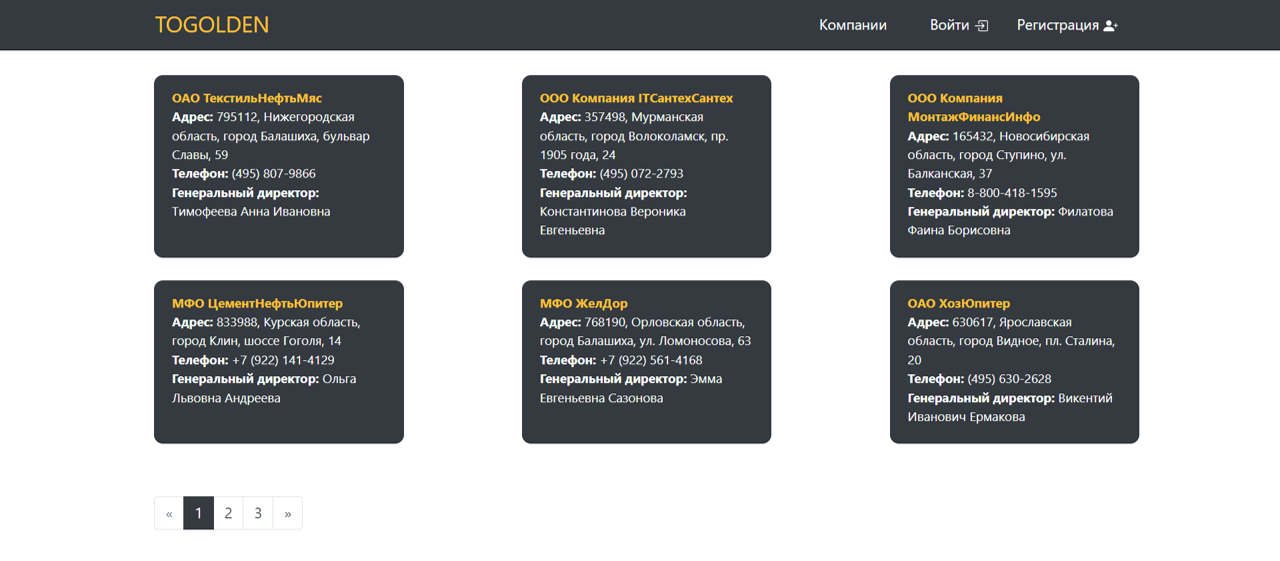 TOGOLDEN
Компании
Войти
Регистрация
ОАО ТекстильНефтьМяс
Адрес: 795112, Нижегородская
область, город Балашиха, бульвар
Славы, 59
Телефон: (495) 807-9866
Генеральный директор:
Тимофеева Анна Ивановна
ООО Компания ITСантехСантех
Адрес: 357498, Мурманская
область, город Волоколамск, пр.
1905 года, 24
Телефон: (495) 072-2793
Генеральный директор:
Константинова Вероника
Евгеньевна
ООО Компания
МонтажФинансИнфо
Адрес: 165432, Новосибирская
область, город Ступино, ул.
Балканская, 37
Телефон: 8-800-418-1595
Генеральный директор: Филатова
Фаина Борисовна
МФО ЦементНефтьЮпитер
Адрес: 833988, Курская область,
город Клин, шоссе Гоголя, 14
Телефон: +7 (922) 141-4129
Генеральный директор: Ольга
Львовна Андреева
МФО ЖелДор
Адрес: 768190, Орловская область,
город Балашиха, ул. Ломоносова, 63
Телефон: +7 (922) 561-4168
Генеральный директор: Эмма
Евгеньевна Сазонова
ОАО ХозЮпитер
Адрес: 630617, Ярославская
область, город Видное, пл. Сталина,
20
Телефон: (495) 630-2628
Генеральный директор: Викентий
Иванович Ермакова
« 1 2 3 »